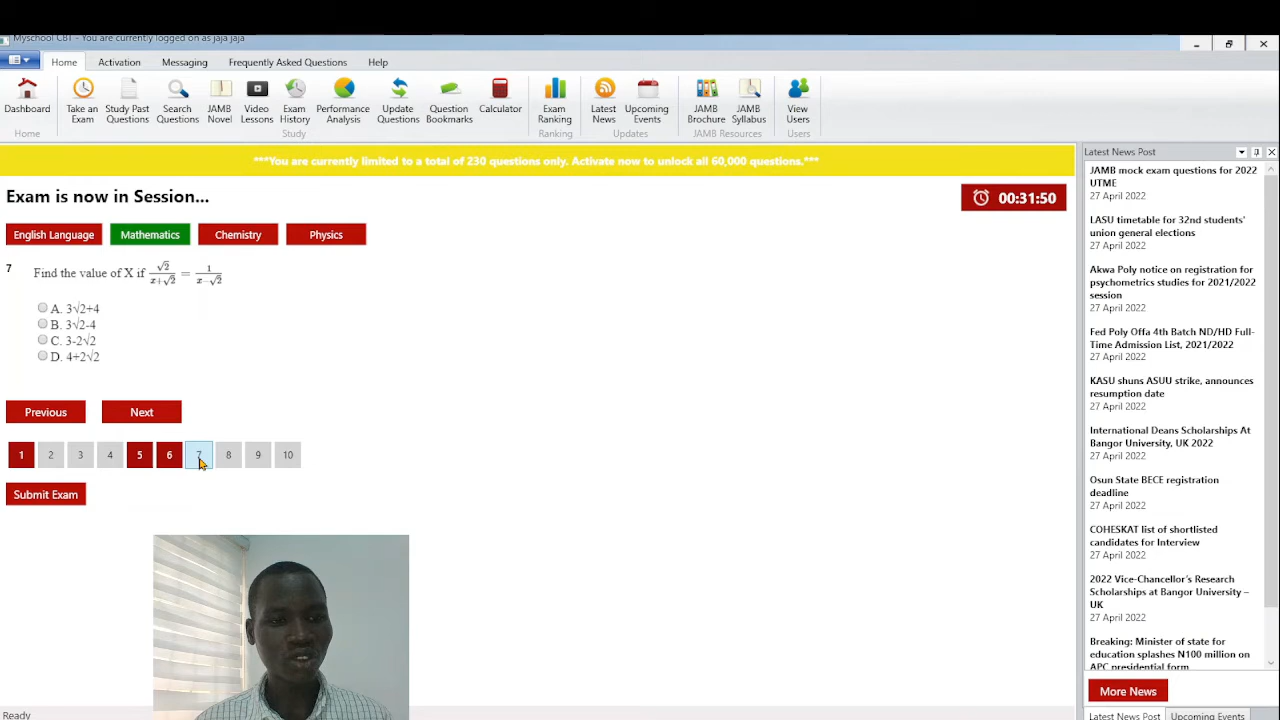 Myschool CBT - You are currently logged on as jaja jaja
Home Activation Messaging Frequently Asked Questions Help
Dashboard
Take an Exam
Study Past Questions
Search Questions
JAMB Novel
Video Lessons
Exam History
Performance Analysis
Update Questions
Question Bookmarks
Calculator
Exam Ranking
Latest News
Upcoming Events
JAMB Brochure
JAMB Syllabus
View Users
Home Study Ranking Updates JAMB Resources Users
***You are currently limited to a total of 230 questions only. Activate now to unlock all 60,000 questions.***
Exam is now in Session...
00:31:50
English Language Mathematics Chemistry Physics
7 Find the value of X if √2/(x+√2) = 1/(x−√2)
A. 3√2+4
B. 3√2-4
C. 3-2√2
D. 4+2√2
Previous Next
1 2 3 4 5 6 7 8 9 10
Submit Exam
Ready
Latest News Post
JAMB mock exam questions for 2022
UTME
27 April 2022
LASU timetable for 32nd students'
union general elections
27 April 2022
Akwa Poly notice on registration for
psychometrics studies for 2021/2022
session
27 April 2022
Fed Poly Offa 4th Batch ND/HD Full-
Time Admission List, 2021/2022
27 April 2022
KASU shuns ASUU strike, announces
resumption date
27 April 2022
International Deans Scholarships At
Bangor University, UK 2022
27 April 2022
Osun State BECE registration
deadline
27 April 2022
COHESKAT list of shortlisted
candidates for Interview
27 April 2022
2022 Vice-Chancellor's Research
Scholarships at Bangor University –
UK
27 April 2022
Breaking: Minister of state for
education splashes N100 million on
APC presidential form
More News
Latest News Post Upcoming Events